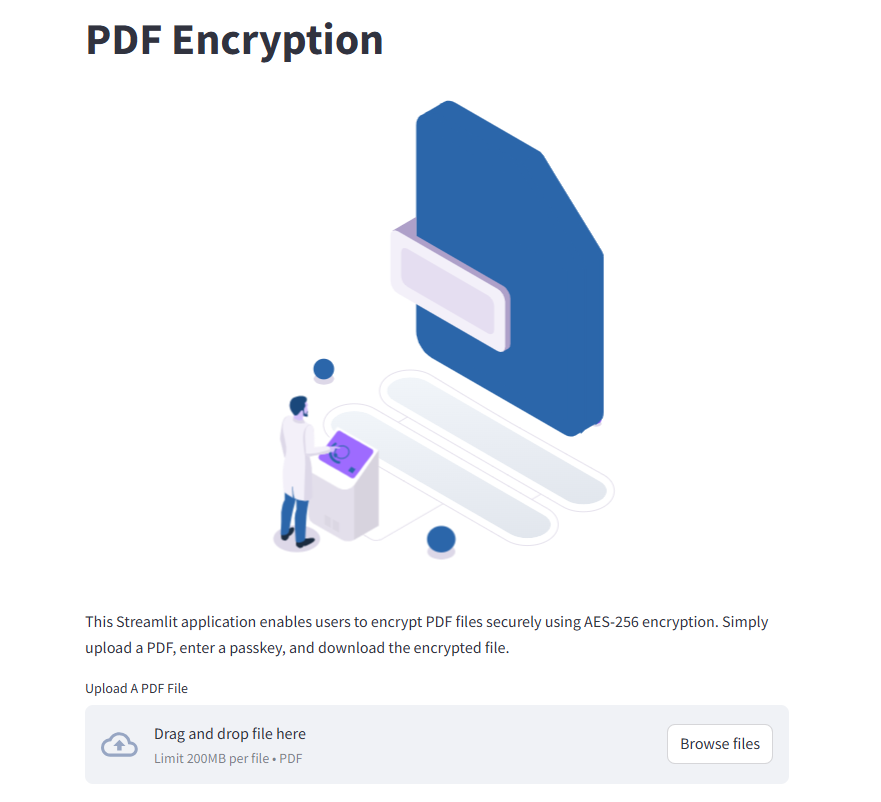 PDF Encryption
This Streamlit application enables users to encrypt PDF files securely using AES-256 encryption. Simply
upload a PDF, enter a passkey, and download the encrypted file.
Upload A PDF File
Drag and drop file here
Limit 200MB per file • PDF
Browse files